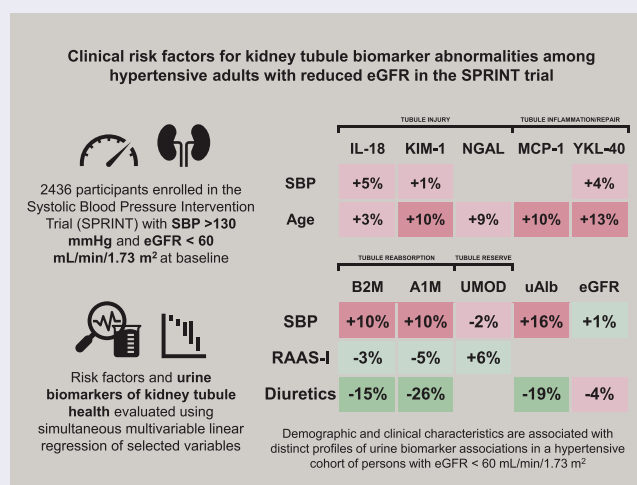 Clinical risk factors for kidney tubule biomarker abnormalities among
hypertensive adults with reduced eGFR in the SPRINT trial
2436 participants enrolled in the
Systolic Blood Pressure Intervention
Trial (SPRINT) with SBP >130
mmHg and eGFR < 60
mL/min/1.73 m² at baseline
Risk factors and urine
biomarkers of kidney tubule
health evaluated using
simultaneous multivariable linear
regression of selected variables
TUBULE INJURY TUBULE INFLAMMATION/REPAIR
IL-18 KIM-1 NGAL MCP-1 YKL-40
SBP +5% +1% +4%
Age +3% +10% +9% +10% +13%
TUBULE REABSORPTION TUBULE RESERVE
B2M A1M UMOD uAlb eGFR
SBP +10% +10% -2% +16% +1%
RAAS-I -3% -5% +6%
Diuretics -15% -26% -19% -4%
Demographic and clinical characteristics are associated with
distinct profiles of urine biomarker associations in a hypertensive
cohort of persons with eGFR < 60 mL/min/1.73 m²